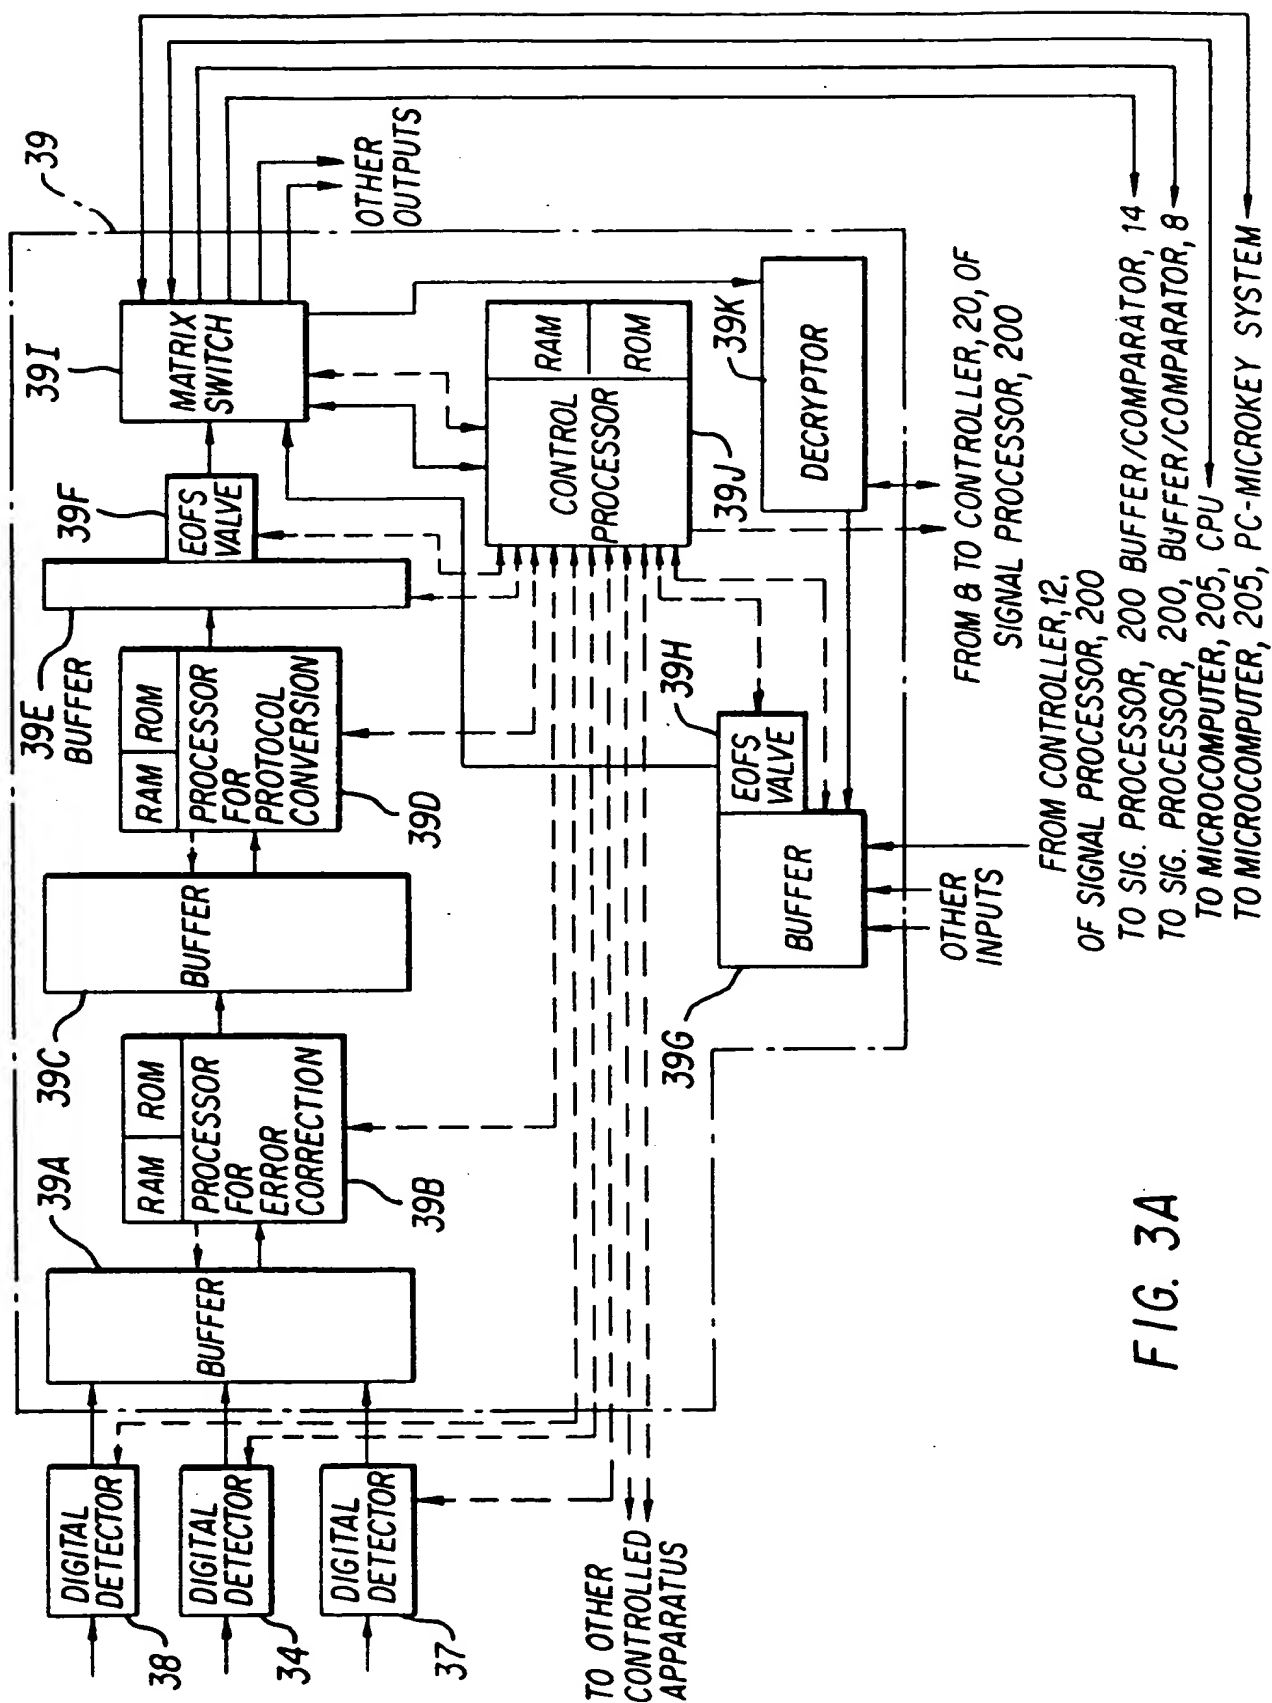 39
39A
39C
39E
BUFFER
39F
39I
DIGITAL
DETECTOR
38
DIGITAL
DETECTOR
34
DIGITAL
DETECTOR
37
BUFFER
RAM
ROM
PROCESSOR
FOR
ERROR
CORRECTION
39B
BUFFER
RAM
ROM
PROCESSOR
FOR
PROTOCOL
CONVERSION
39D
EOFS
VALVE
MATRIX
SWITCH
OTHER
OUTPUTS
CONTROL
PROCESSOR
RAM
ROM
39J
39K
DECRYPTOR
39H
EOFS
VALVE
BUFFER
39G
OTHER
INPUTS
TO OTHER
CONTROLLED
APPARATUS
FROM & TO CONTROLLER, 20, OF
SIGNAL PROCESSOR, 200
FROM CONTROLLER, 12,
OF SIGNAL PROCESSOR, 200
TO SIG. PROCESSOR, 200 BUFFER/COMPARATOR, 14
TO SIG. PROCESSOR, 200, BUFFER/COMPARATOR, 8
TO MICROCOMPUTER, 205, CPU
TO MICROCOMPUTER, 205, PC-MICROKEY SYSTEM
FIG. 3A